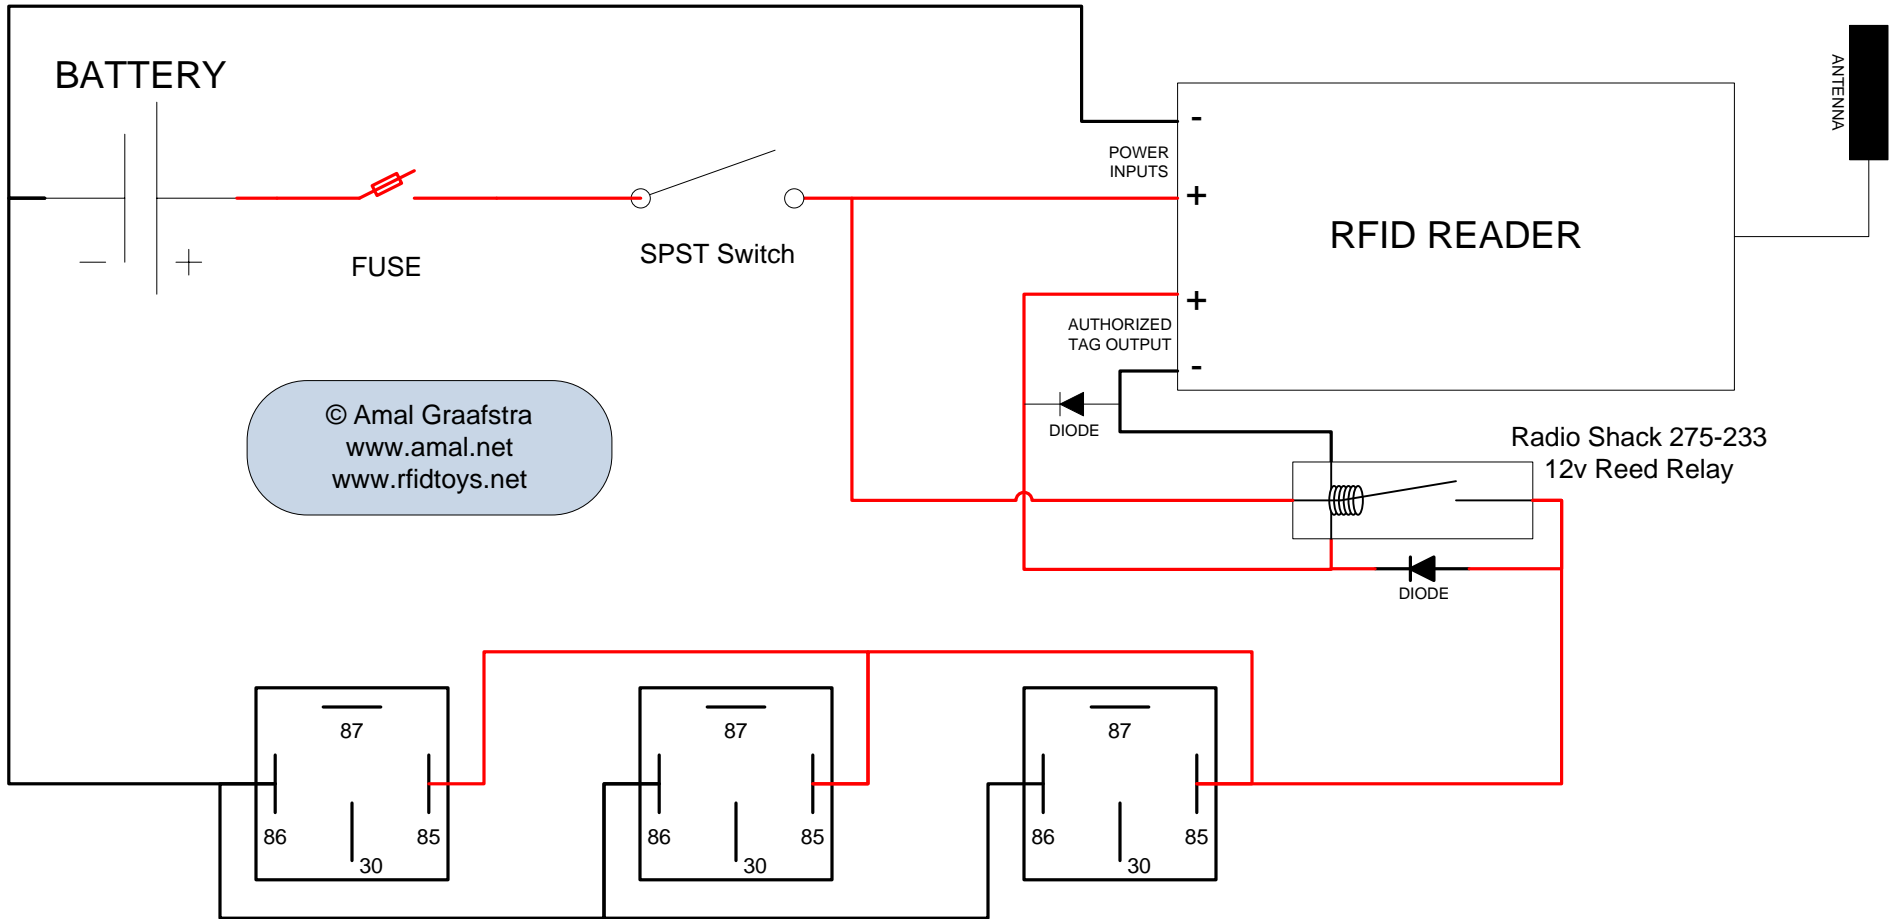 BATTERY
ANTENNA
-
POWER
INPUTS
+
RFID READER
FUSE
SPST Switch
+
AUTHORIZED
TAG OUTPUT
-
DIODE
© Amal Graafstra
www.amal.net
www.rfidtoys.net
Radio Shack 275-233
12v Reed Relay
DIODE
87
86
85
30
87
86
85
30
87
86
85
30